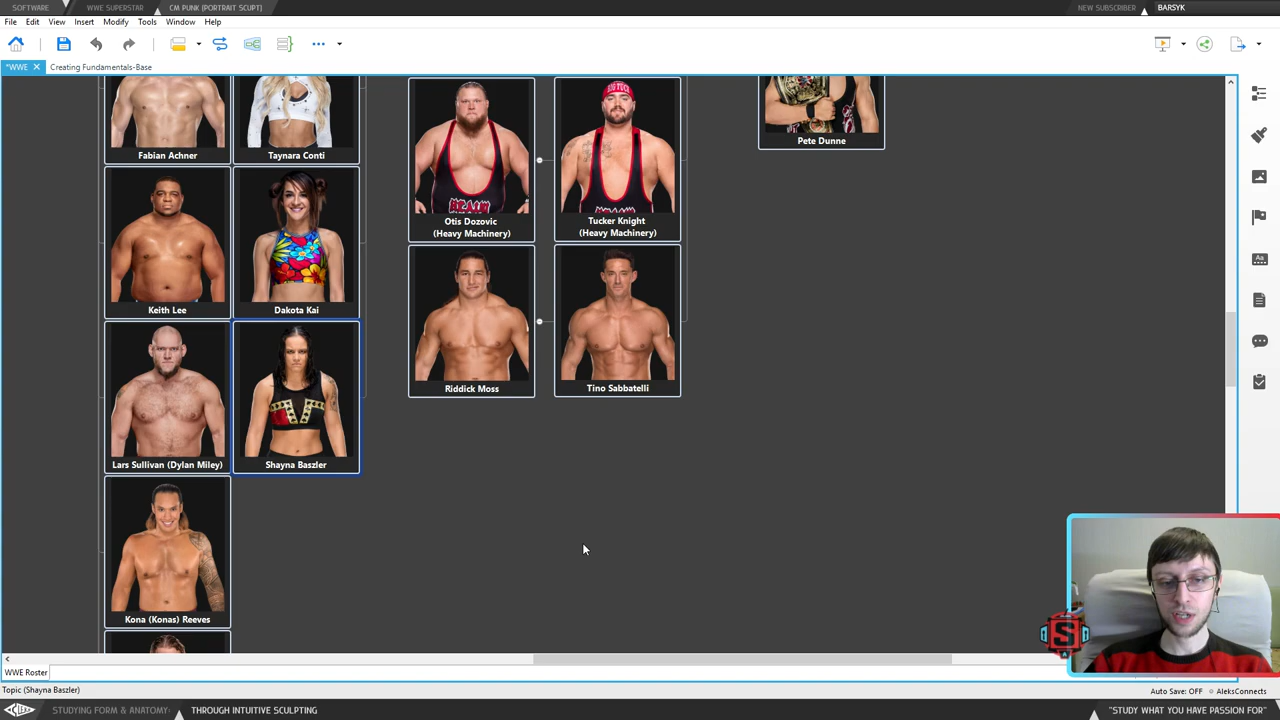 SOFTWARE WWE SUPERSTAR CM PUNK (PORTRAIT SCUPT) NEW SUBSCRIBER BARSYK
File Edit View Insert Modify Tools Window Help
*WWE Creating Fundamentals-Base
Fabian Achner Taynara Conti
Pete Dunne
Otis Dozovic
(Heavy Machinery)
Tucker Knight
(Heavy Machinery)
Keith Lee Dakota Kai
Riddick Moss Tino Sabbatelli
Lars Sullivan (Dylan Miley) Shayna Baszler
Kona (Konas) Reeves
WWE Roster
Topic (Shayna Baszler)
Auto Save: OFF AleksConnects
STUDYING FORM & ANATOMY THROUGH INTUITIVE SCULPTING "STUDY WHAT YOU HAVE PASSION FOR"